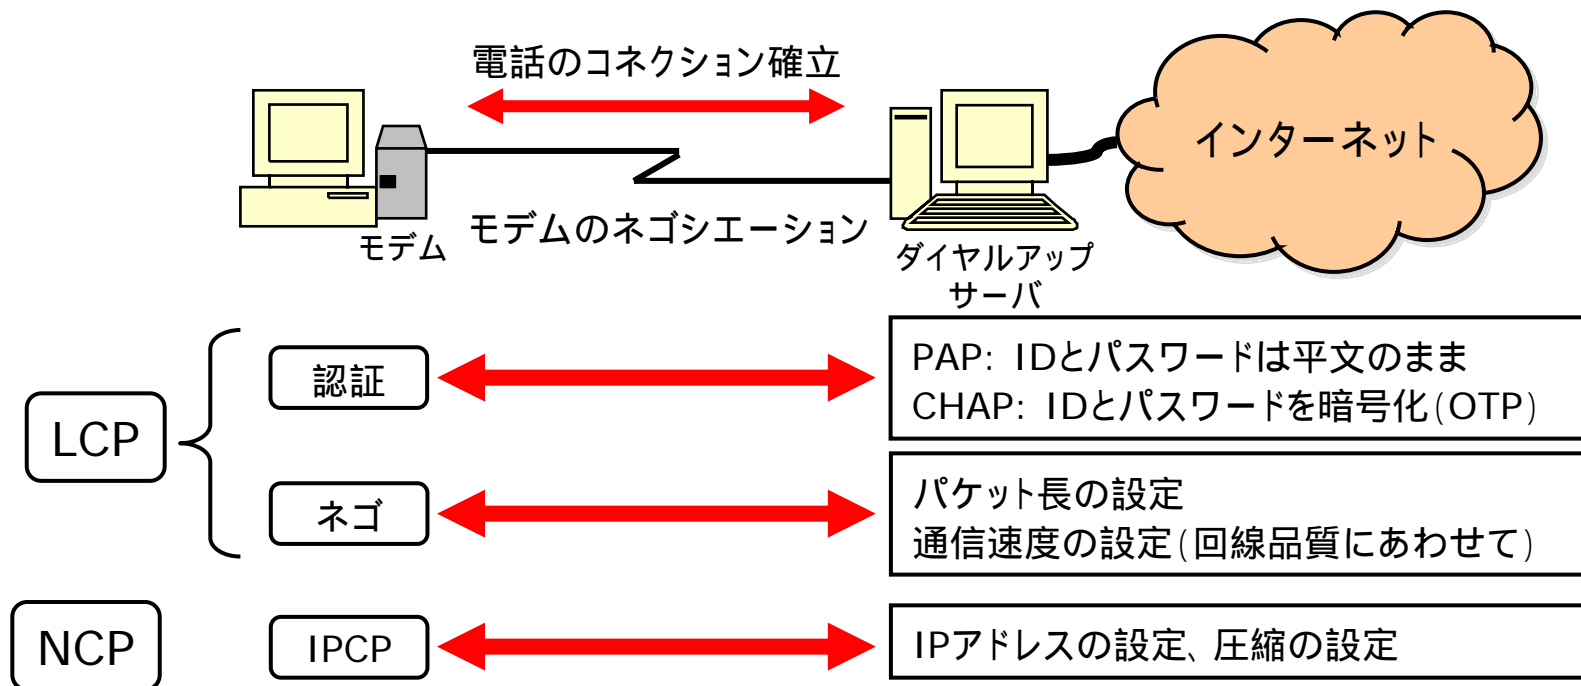 電話のコネクション確立
インターネット
モデム
モデムのネゴシエーション
ダイヤルアップ
サーバ
LCP
認証
PAP: IDとパスワードは平文のまま
CHAP: IDとパスワードを暗号化(OTP)
ネゴ
パケット長の設定
通信速度の設定(回線品質にあわせて)
NCP
IPCP
IPアドレスの設定、圧縮の設定